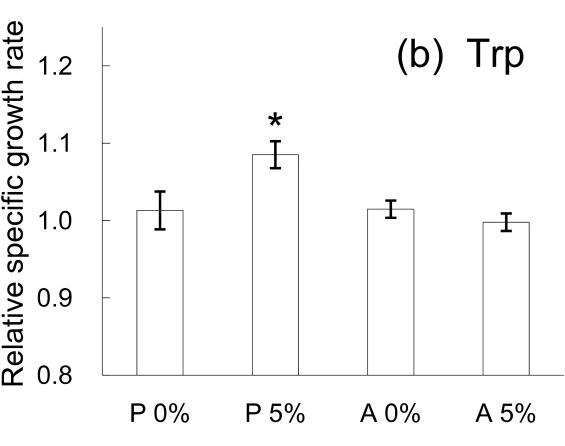 (b) Trp
Relative specific growth rate
1.2
1.1
*
1.0
0.9
0.8
P 0% P 5% A 0% A 5%